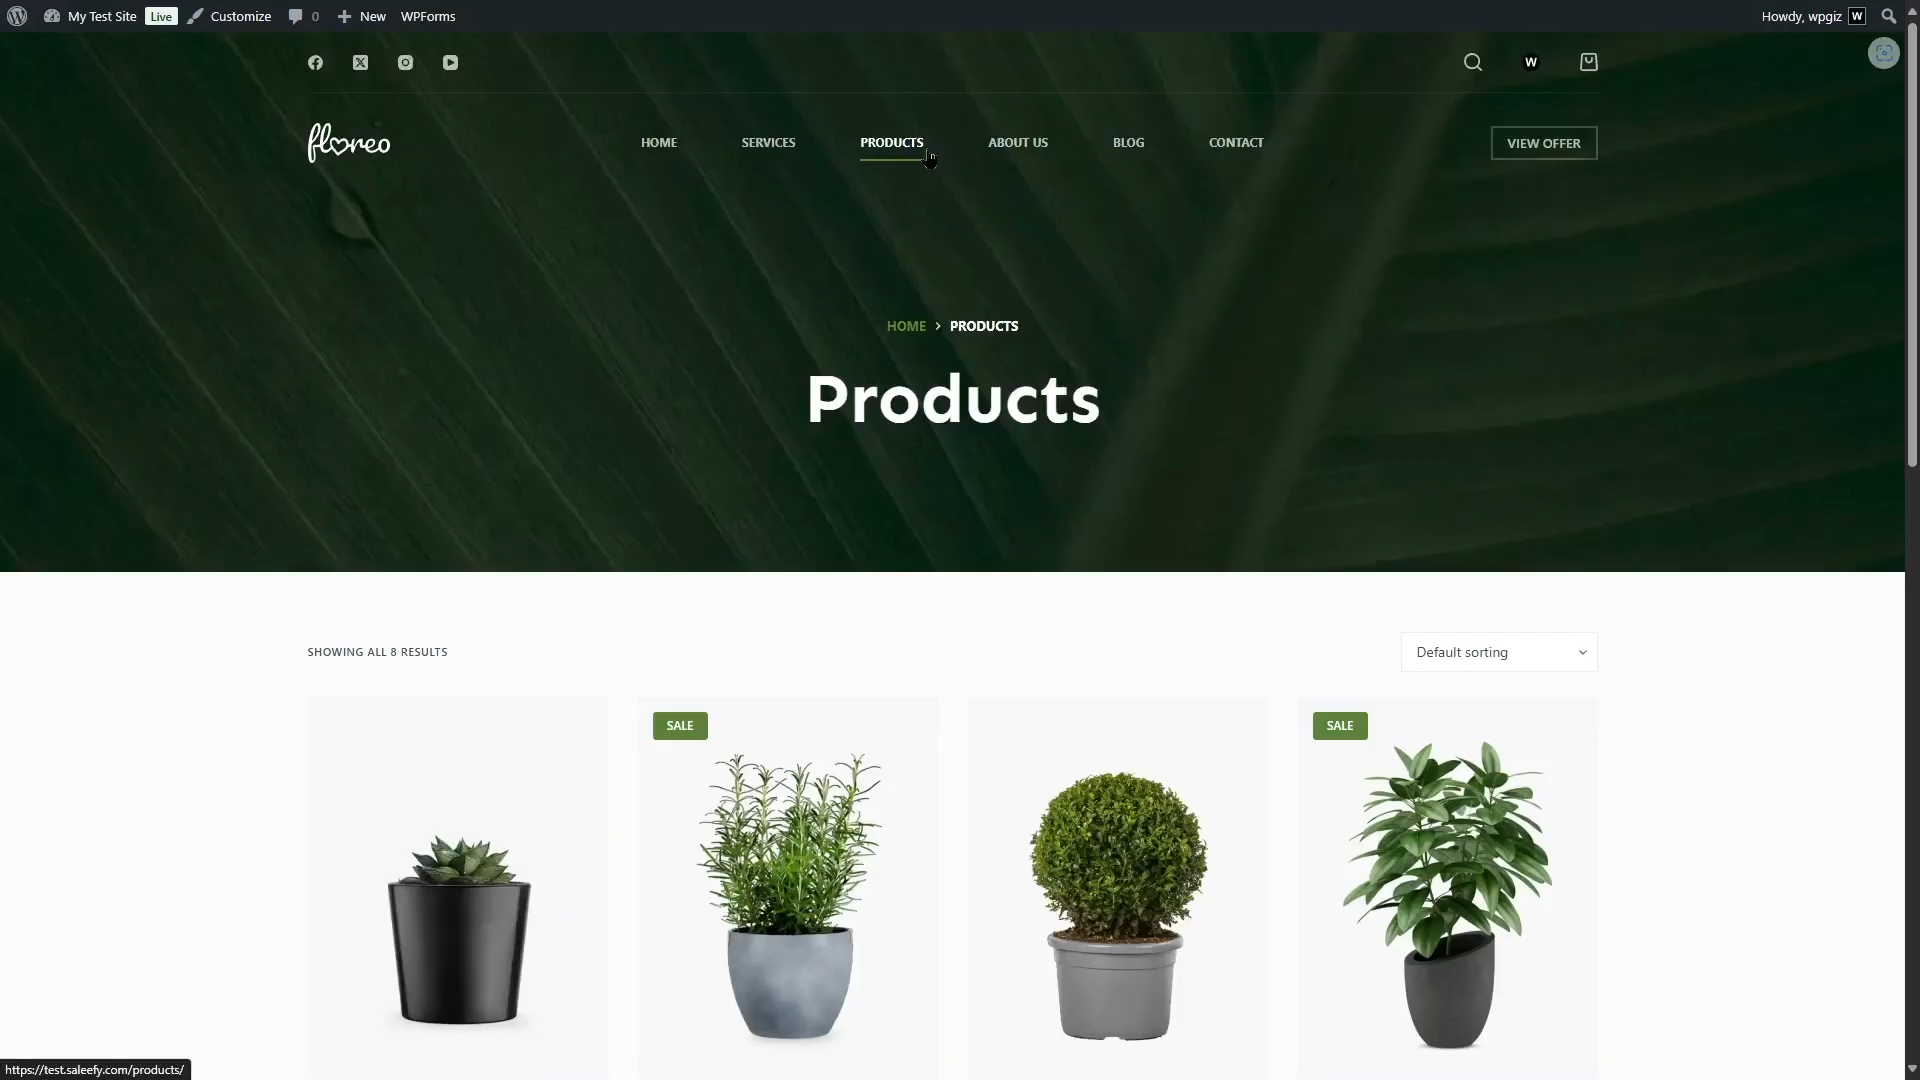 My Test Site Live Customize 0 New WPForms Howdy, wpgiz W
W
floreo HOME SERVICES PRODUCTS ABOUT US BLOG CONTACT VIEW OFFER
HOME › PRODUCTS
Products
SHOWING ALL 8 RESULTS Default sorting
SALE SALE
https://test.saleefy.com/products/